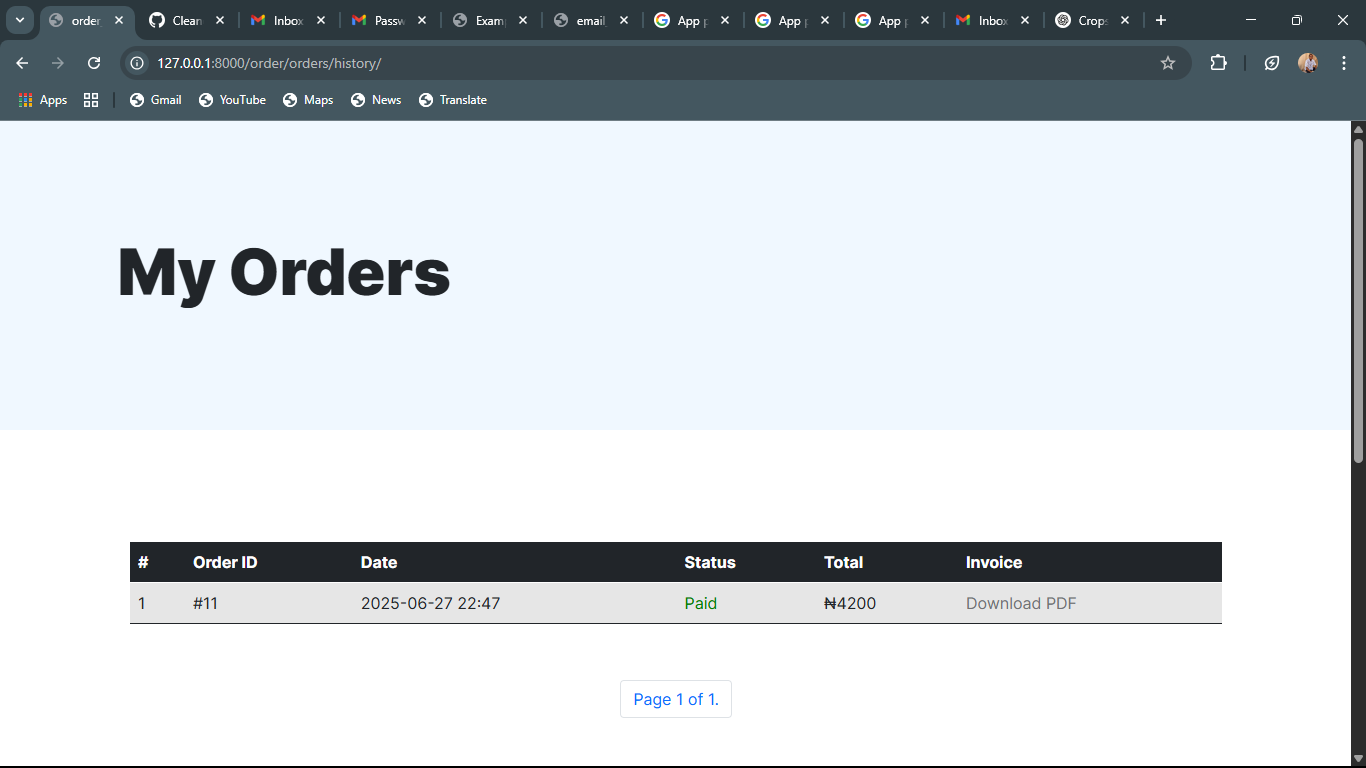 order
Clean
Inbox
Passw
Exam
email
App p
App p
App p
Inbox
Crops
127.0.0.1:8000/order/orders/history/
Apps
Gmail
YouTube
Maps
News
Translate
My Orders
# Order ID Date Status Total Invoice
1 #11 2025-06-27 22:47 Paid ₦4200 Download PDF
Page 1 of 1.